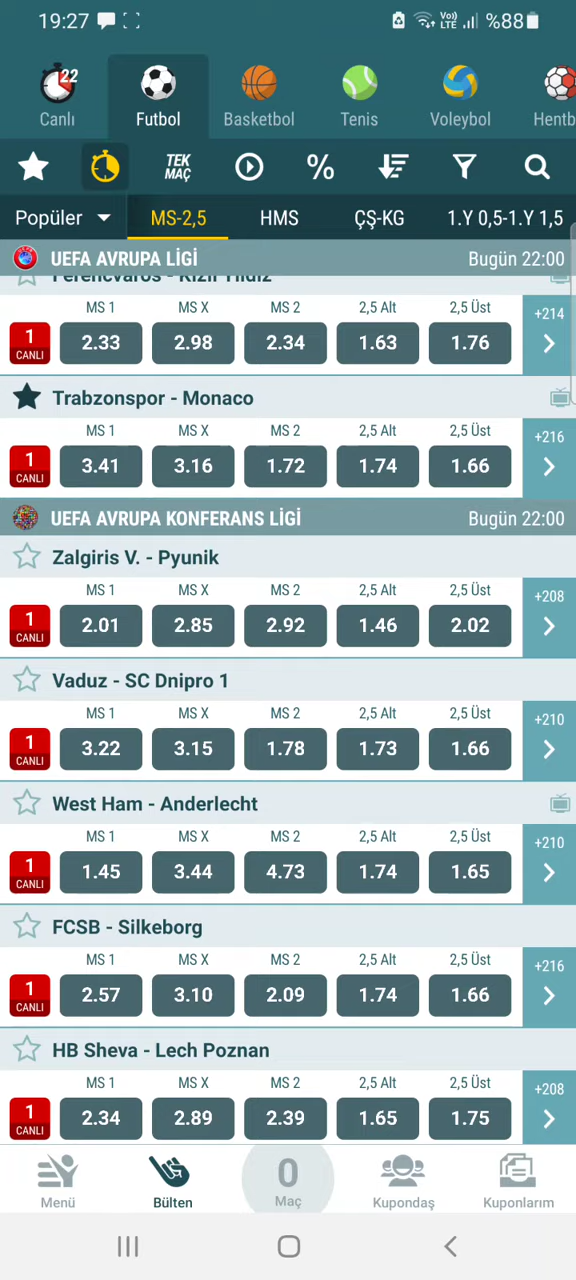 19:27
Vo)) LTE
%88
22
Canlı
Futbol
Basketbol
Tenis
Voleybol
Hentb
TEK MAÇ
%
Popüler
MS-2,5
HMS
ÇŞ-KG
1.Y 0,5-1.Y 1,5
UEFA AVRUPA LİGİ
Bugün 22:00
Ferencvaros - Kızıl Yıldız
MS 1 MS X MS 2 2,5 Alt 2,5 Üst
+214
1 CANLI
2.33 2.98 2.34 1.63 1.76
Trabzonspor - Monaco
MS 1 MS X MS 2 2,5 Alt 2,5 Üst
+216
1 CANLI
3.41 3.16 1.72 1.74 1.66
UEFA AVRUPA KONFERANS LİGİ
Bugün 22:00
Zalgiris V. - Pyunik
MS 1 MS X MS 2 2,5 Alt 2,5 Üst
+208
1 CANLI
2.01 2.85 2.92 1.46 2.02
Vaduz - SC Dnipro 1
MS 1 MS X MS 2 2,5 Alt 2,5 Üst
+210
1 CANLI
3.22 3.15 1.78 1.73 1.66
West Ham - Anderlecht
MS 1 MS X MS 2 2,5 Alt 2,5 Üst
+210
1 CANLI
1.45 3.44 4.73 1.74 1.65
FCSB - Silkeborg
MS 1 MS X MS 2 2,5 Alt 2,5 Üst
+216
1 CANLI
2.57 3.10 2.09 1.74 1.66
HB Sheva - Lech Poznan
MS 1 MS X MS 2 2,5 Alt 2,5 Üst
+208
1 CANLI
2.34 2.89 2.39 1.65 1.75
Menü
Bülten
0
Maç
Kupondaş
Kuponlarım